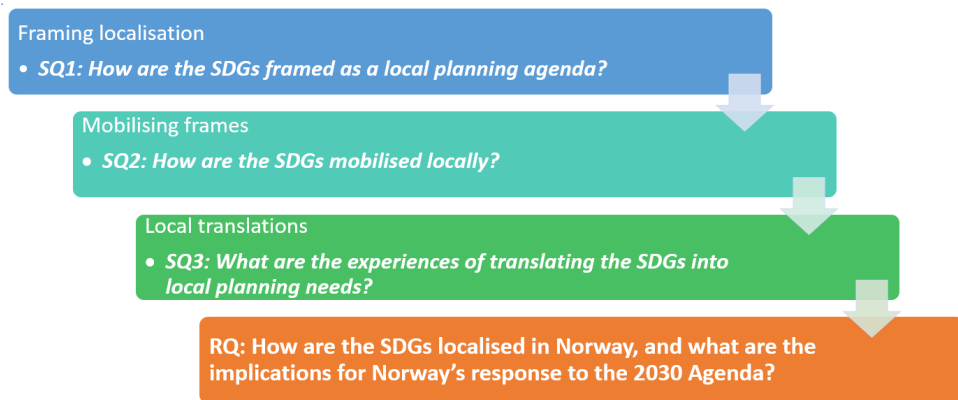 Framing localisation
• SQ1: How are the SDGs framed as a local planning agenda?
Mobilising frames
• SQ2: How are the SDGs mobilised locally?
Local translations
• SQ3: What are the experiences of translating the SDGs into
local planning needs?
RQ: How are the SDGs localised in Norway, and what are the
implications for Norway's response to the 2030 Agenda?